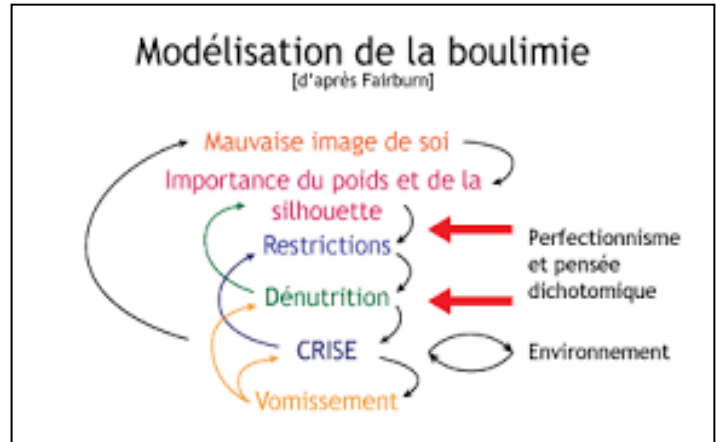 Modélisation de la boulimie
[d'après Fairburn]
Mauvaise image de soi
Importance du poids et de la
silhouette
Restrictions
Dénutrition
CRISE
Vomissement
Perfectionnisme
et pensée
dichotomique
Environnement